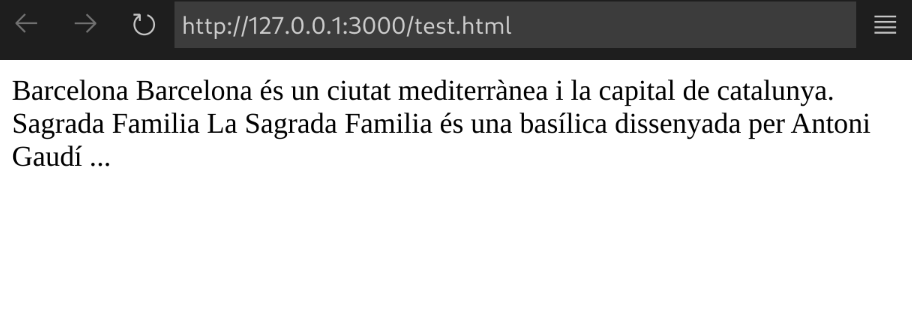 http://127.0.0.1:3000/test.html
Barcelona Barcelona és un ciutat mediterrànea i la capital de catalunya.
Sagrada Familia La Sagrada Familia és una basílica dissenyada per Antoni
Gaudí ...